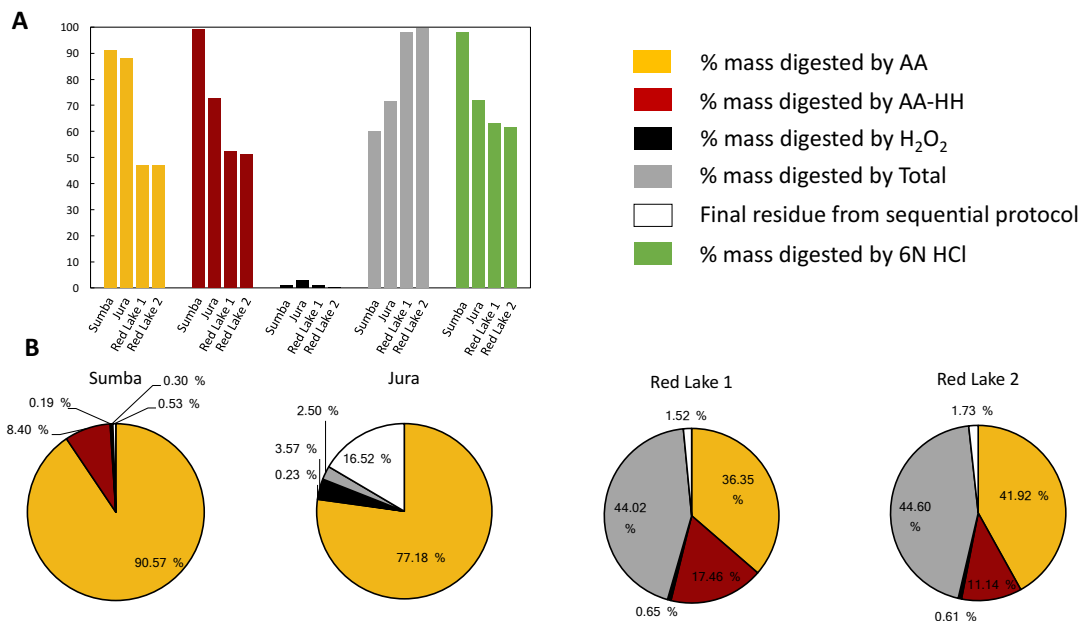 A
100
90
80
70
60
50
40
30
20
10
0
Sumba
Jura
Red Lake 1
Red Lake 2
Sumba
Jura
Red Lake 1
Red Lake 2
Sumba
Jura
Red Lake 1
Red Lake 2
Sumba
Jura
Red Lake 1
Red Lake 2
Sumba
Jura
Red Lake 1
Red Lake 2
% mass digested by AA
% mass digested by AA-HH
% mass digested by H₂O₂
% mass digested by Total
Final residue from sequential protocol
% mass digested by 6N HCl
B
Sumba
0.30 %
0.19 %
0.53 %
8.40 %
90.57 %
Jura
2.50 %
3.57 %
16.52 %
0.23 %
77.18 %
Red Lake 1
1.52 %
36.35
%
44.02
%
17.46 %
0.65 %
Red Lake 2
1.73 %
41.92 %
44.60
%
11.14 %
0.61 %